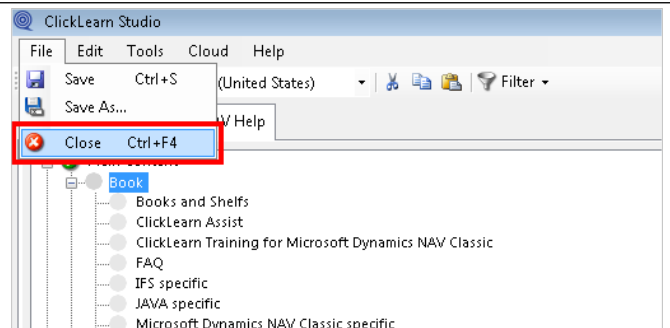 ClickLearn Studio
File Edit Tools Cloud Help
Save Ctrl+S (United States) Filter
Save As...
Help
Close Ctrl+F4
Book
Books and Shelfs
ClickLearn Assist
ClickLearn Training for Microsoft Dynamics NAV Classic
FAQ
IFS specific
JAVA specific
Microsoft Dynamics NAV Classic specific